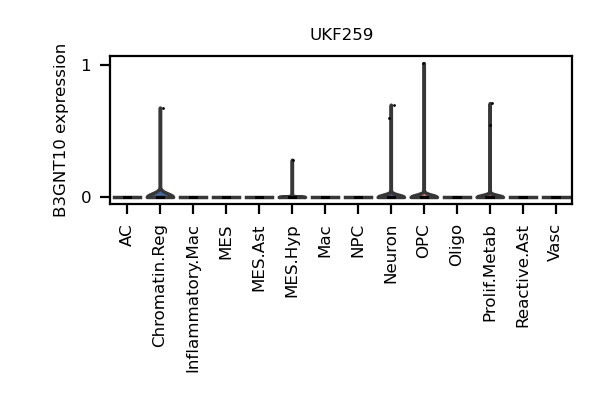 UKF259
B3GNT10 expression
1
0
AC
Chromatin.Reg
Inflammatory.Mac
MES
MES.Ast
MES.Hyp
Mac
NPC
Neuron
OPC
Oligo
Prolif.Metab
Reactive.Ast
Vasc